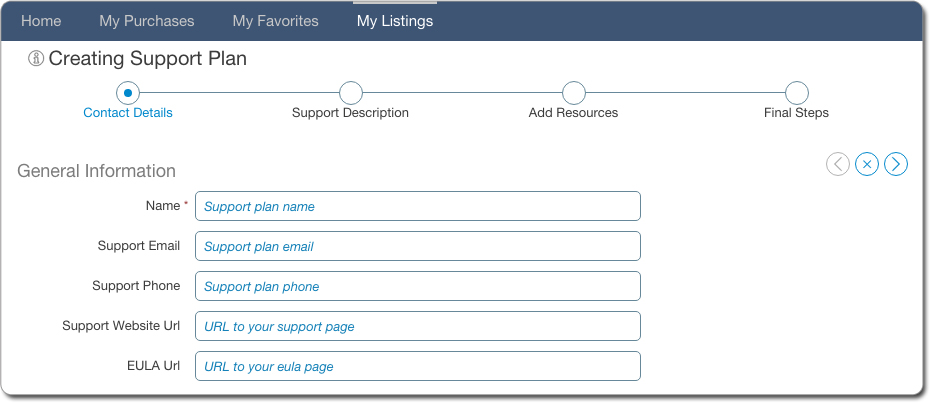 Home My Purchases My Favorites My Listings
Creating Support Plan
Contact Details Support Description Add Resources Final Steps
General Information
Name * Support plan name
Support Email Support plan email
Support Phone Support plan phone
Support Website Url URL to your support page
EULA Url URL to your eula page